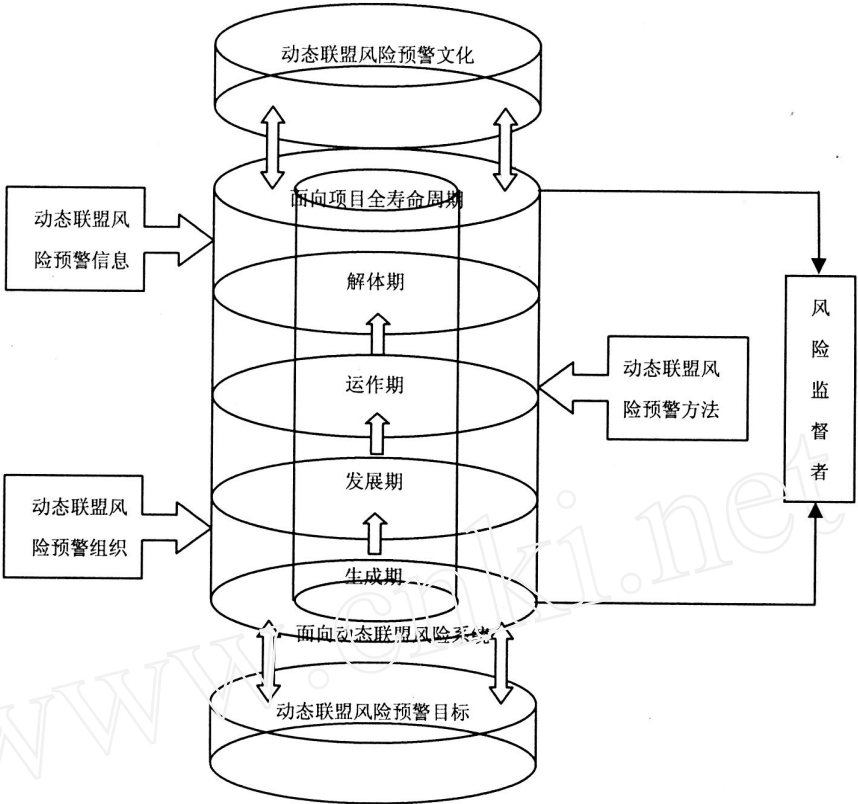 动态联盟风险预警文化
面向项目全寿命周期
动态联盟风
险预警信息
解体期
风
险
监
督
者
运作期
动态联盟风
险预警方法
发展期
动态联盟风
险预警组织
生成期
面向动态联盟风险系统
动态联盟风险预警目标
www.cnki.net